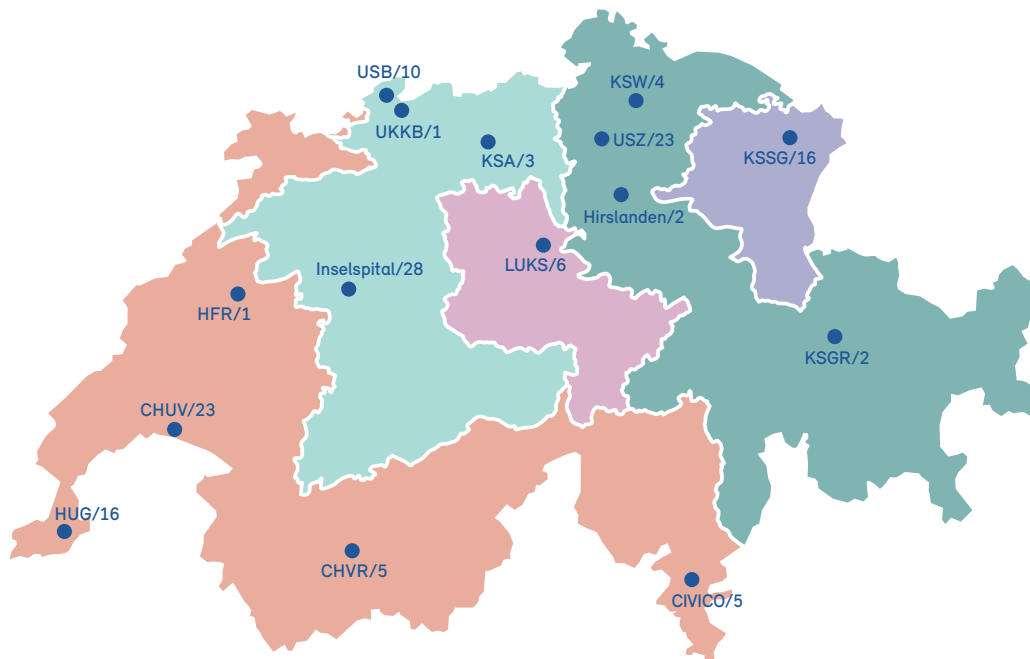 USB/10
KSW/4
UKKB/1
USZ/23
KSA/3
KSSG/16
Hirslanden/2
LUKS/6
Inselspital/28
HFR/1
KSGR/2
CHUV/23
HUG/16
CHVR/5
CIVICO/5